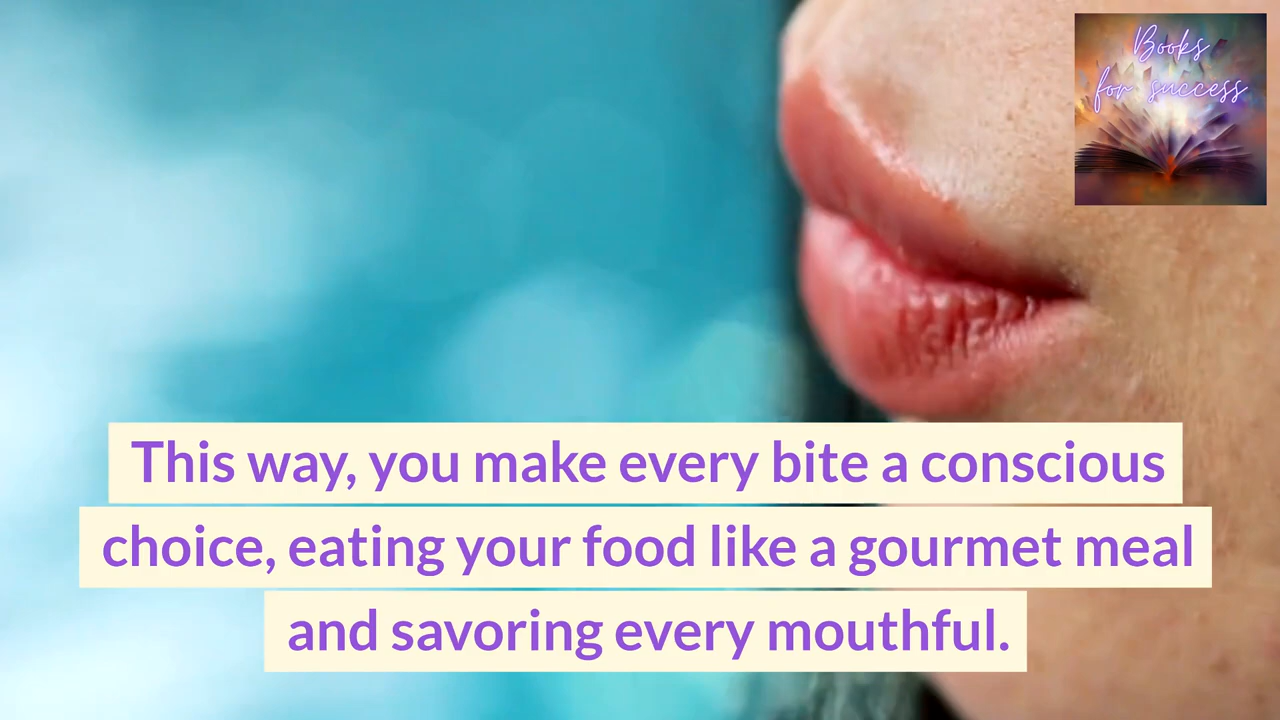 Books
for success
This way, you make every bite a conscious
choice, eating your food like a gourmet meal
and savoring every mouthful.